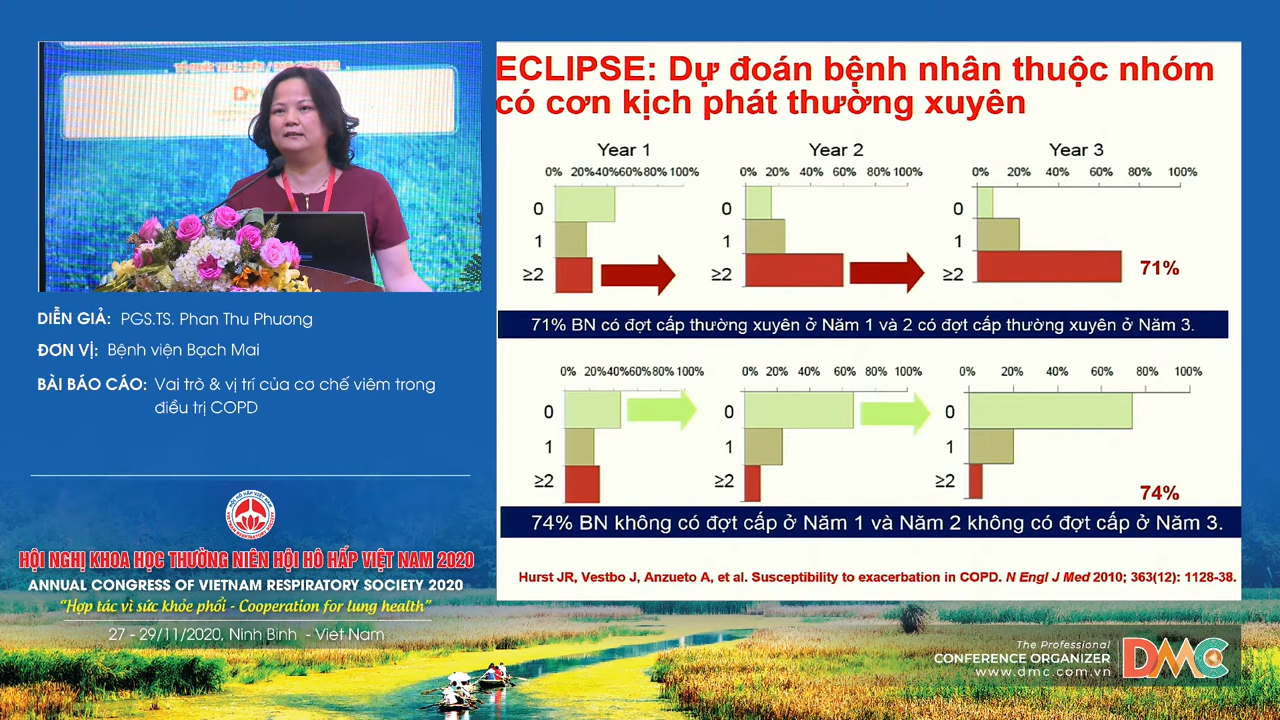 ECLIPSE: Dự đoán bệnh nhân thuộc nhóm
có cơn kịch phát thường xuyên
Year 1
Year 2
Year 3
0% 20% 40% 60% 80% 100%
0% 20% 40% 60% 80% 100%
0% 20% 40% 60% 80% 100%
0
1
≥2
0
1
≥2
0
1
≥2
71%
71% BN có đợt cấp thường xuyên ở Năm 1 và 2 có đợt cấp thường xuyên ở Năm 3.
0% 20% 40% 60% 80% 100%
0% 20% 40% 60% 80% 100%
0% 20% 40% 60% 80% 100%
0
1
≥2
0
1
≥2
0
1
≥2
74%
74% BN không có đợt cấp ở Năm 1 và Năm 2 không có đợt cấp ở Năm 3.
Hurst JR, Vestbo J, Anzueto A, et al. Susceptibility to exacerbation in COPD. N Engl J Med 2010; 363(12): 1128-38.
DIỄN GIẢ: PGS.TS. Phan Thu Phương
ĐƠN VỊ: Bệnh viện Bạch Mai
BÀI BÁO CÁO: Vai trò & vị trí của cơ chế viêm trong
điều trị COPD
HỘI NGHỊ KHOA HỌC THƯỜNG NIÊN HỘI HÔ HẤP VIỆT NAM 2020
ANNUAL CONGRESS OF VIETNAM RESPIRATORY SOCIETY 2020
“Hợp tác vì sức khỏe phổi - Cooperation for lung health”
27 - 29/11/2020, Ninh Bình - Việt Nam
The Professional
CONFERENCE ORGANIZER
www.dmc.com.vn
DMC